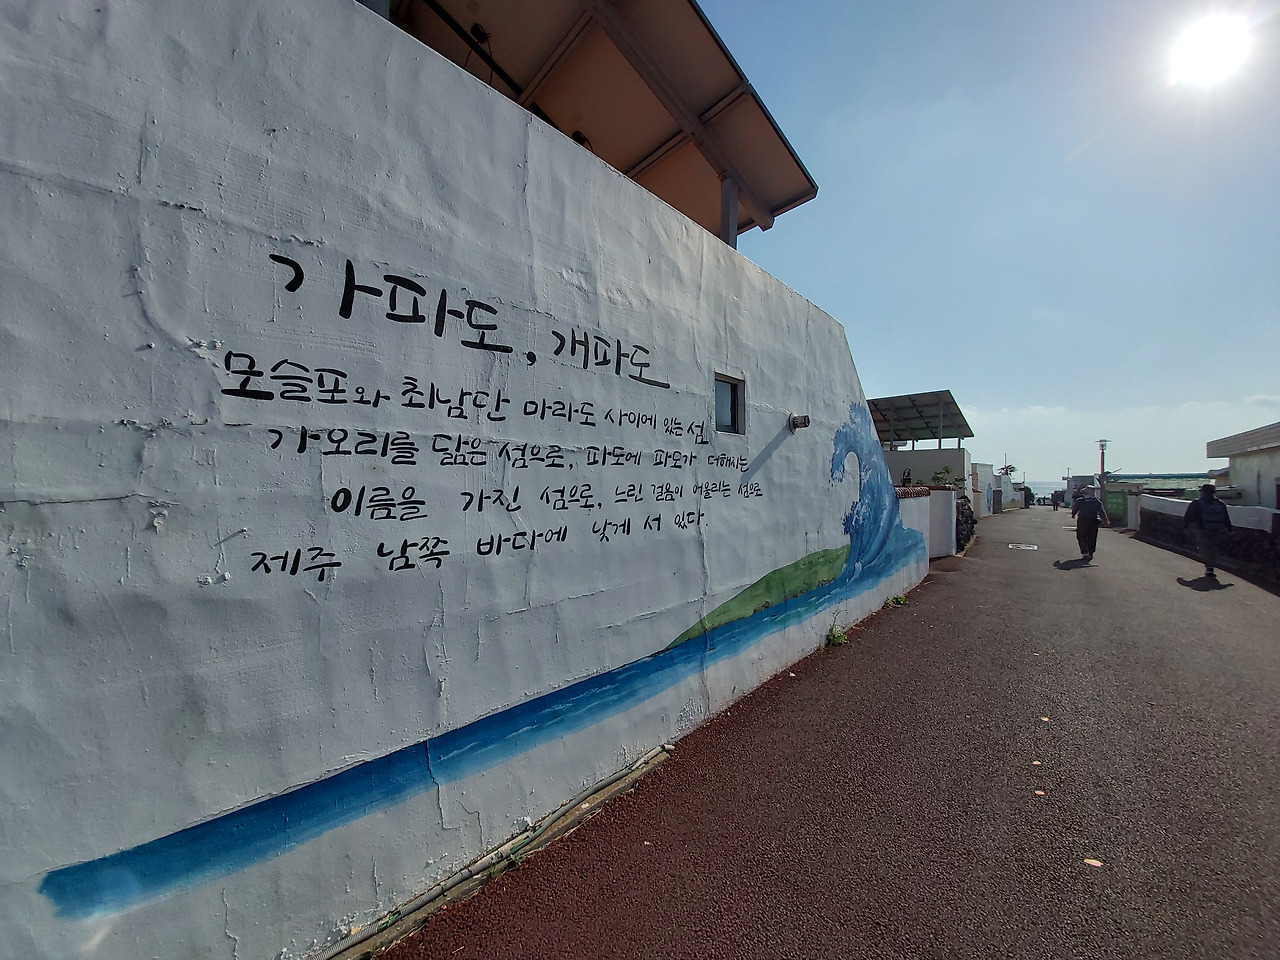 가파도, 개파도
모슬포와 최남단 마라도 사이에 있는 섬
가오리를 닮은 섬으로, 파도에 파도가 더해지는
이름을 가진 섬으로, 느린 걸음이 어울리는 섬으로
제주 남쪽 바다에 낮게 서 있다.